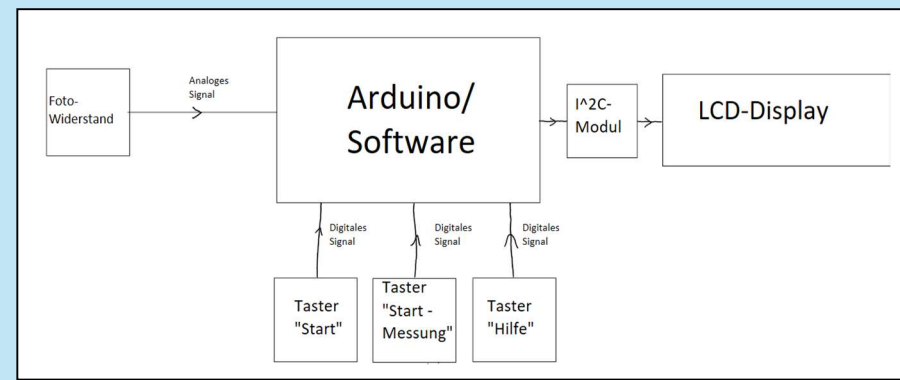 Foto-
Widerstand
Analoges
Signal
Arduino/
Software
I^2C-
Modul
LCD-Display
Digitales
Signal
Digitales
Signal
Digitales
Signal
Taster
"Start"
Taster
"Start -
Messung"
Taster
"Hilfe"